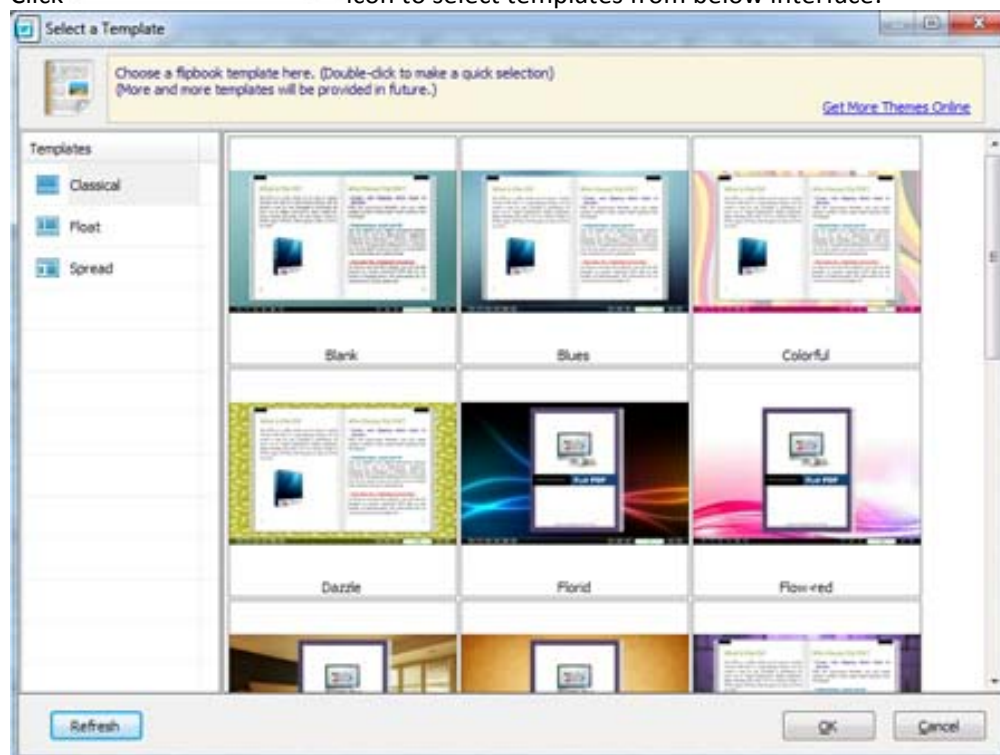 Click icon to select templates from below interface.
Select a Template
Choose a flipbook template here. (Double-click to make a quick selection)
(More and more templates will be provided in future.)
Get More Themes Online
Templates
Classical
Float
Spread
Blank
Blues
Colorful
Dazzle
Florid
Flow-red
Refresh
OK
Cancel